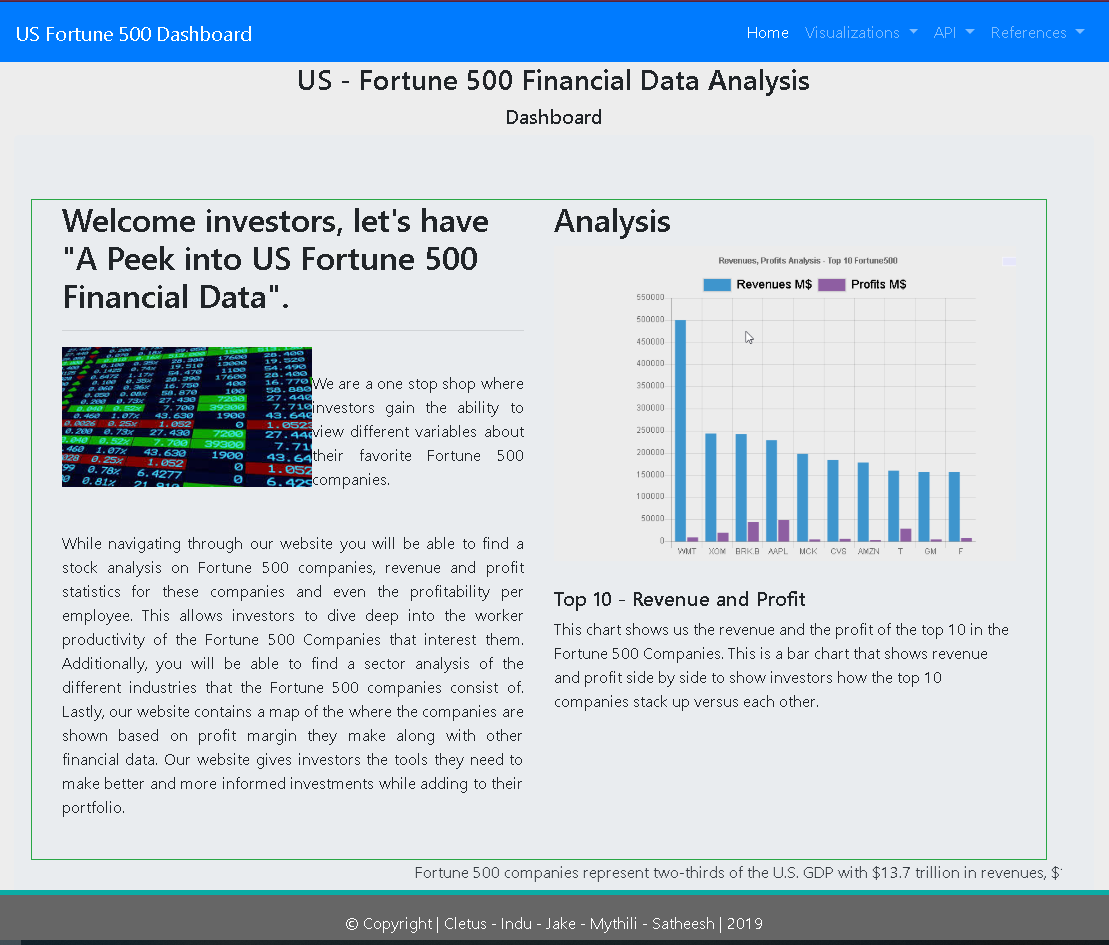 US Fortune 500 Dashboard
Home Visualizations API References
US - Fortune 500 Financial Data Analysis
Dashboard
Welcome investors, let's have
"A Peek into US Fortune 500
Financial Data".
We are a one stop shop where
investors gain the ability to
view different variables about
their favorite Fortune 500
companies.
While navigating through our website you will be able to find a
stock analysis on Fortune 500 companies, revenue and profit
statistics for these companies and even the profitability per
employee. This allows investors to dive deep into the worker
productivity of the Fortune 500 Companies that interest them.
Additionally, you will be able to find a sector analysis of the
different industries that the Fortune 500 companies consist of.
Lastly, our website contains a map of the where the companies are
shown based on profit margin they make along with other
financial data. Our website gives investors the tools they need to
make better and more informed investments while adding to their
portfolio.
Analysis
Revenues, Profits Analysis - Top 10 Fortune500
Revenues M$ Profits M$
550000
500000
450000
400000
350000
300000
250000
200000
150000
100000
50000
0
WMT XOM BRK.B AAPL MCK CVS AMZN T GM F
Top 10 - Revenue and Profit
This chart shows us the revenue and the profit of the top 10 in the
Fortune 500 Companies. This is a bar chart that shows revenue
and profit side by side to show investors how the top 10
companies stack up versus each other.
Fortune 500 companies represent two-thirds of the U.S. GDP with $13.7 trillion in revenues, $
© Copyright | Cletus - Indu - Jake - Mythili - Satheesh | 2019